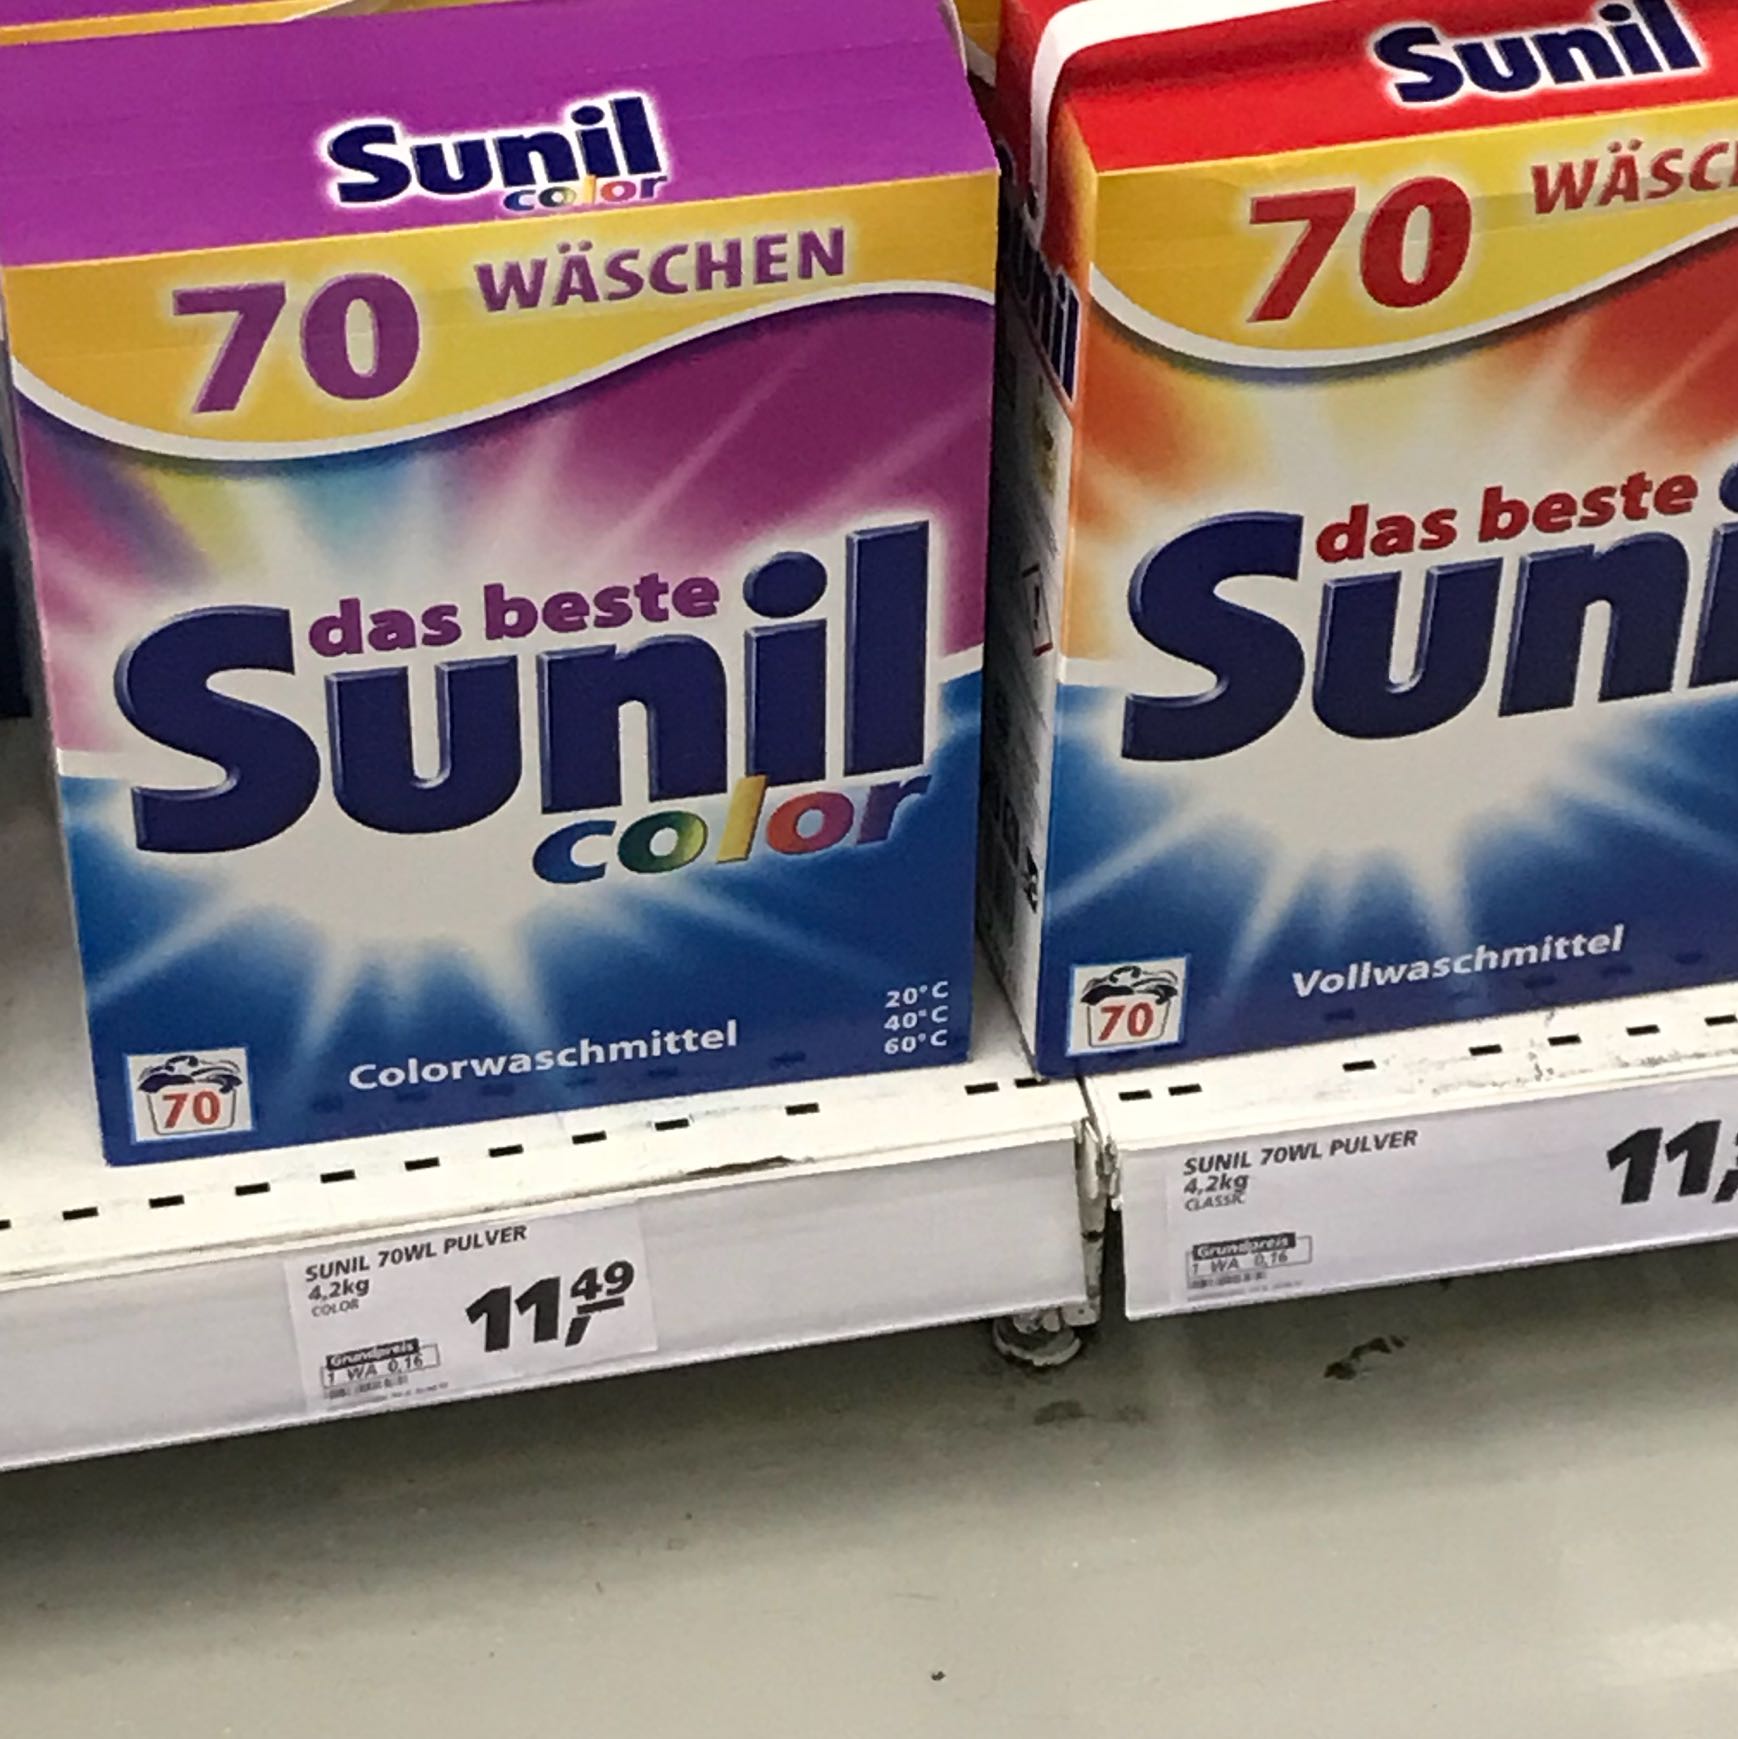 Sunil
color
70 WÄSCHEN
das beste
Sunil
color
20°C
40°C
60°C
Colorwaschmittel
70
Sunil
70
das beste
Vollwaschmittel
70
SUNIL 70WL PULVER
4,2kg
COLOR
11,49
Grundpreis
1 WA 0,16
SUNIL 70WL PULVER
4,2kg
CLASSIC
11,
Grundpreis
1 WA 0,16